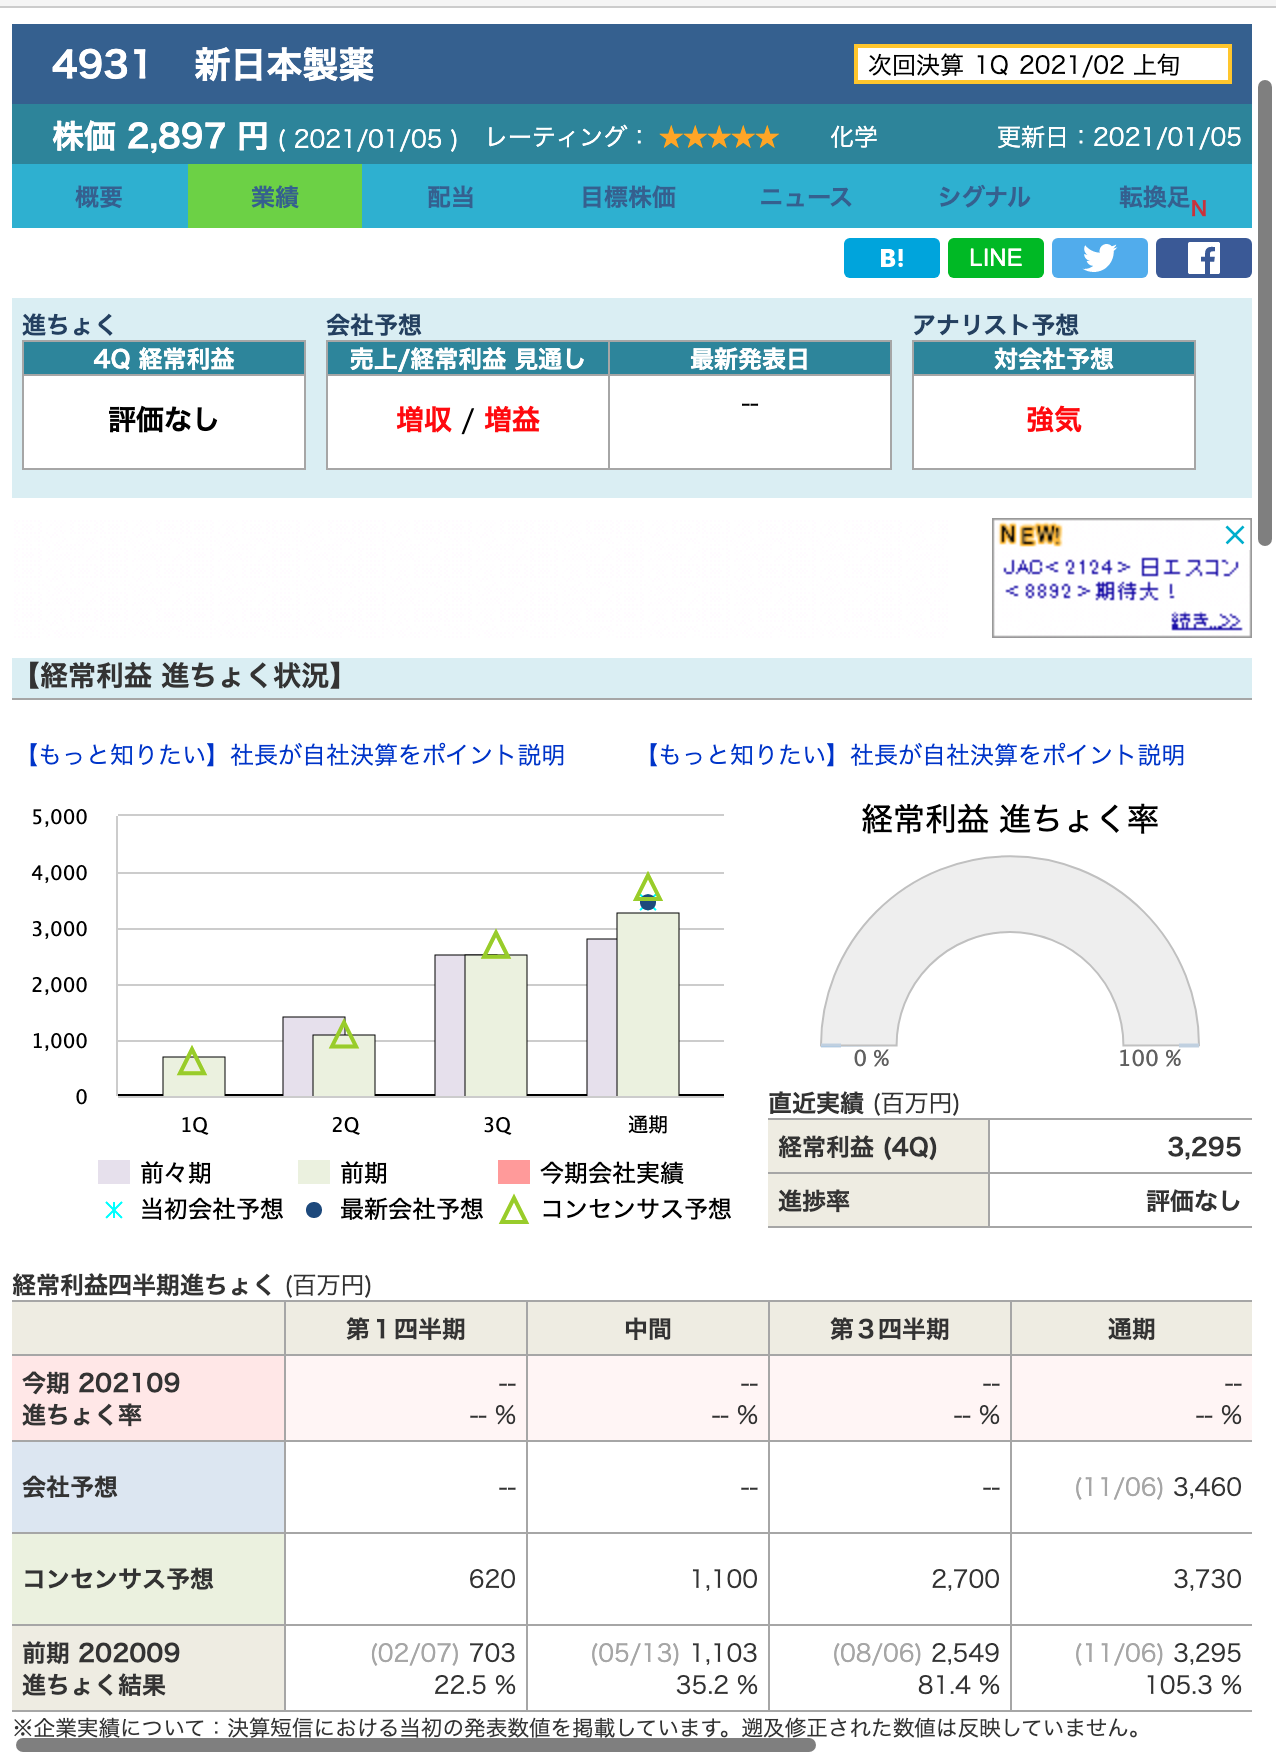 4931 新日本製薬
次回決算 1Q 2021/02 上旬
株価 2,897 円 ( 2021/01/05 ) レーティング： ★★★★★ 化学 更新日：2021/01/05
概要 業績 配当 目標株価 ニュース シグナル 転換足N
B! LINE
進ちょく 会社予想 アナリスト予想
4Q 経常利益 売上/経常利益 見通し 最新発表日 対会社予想
評価なし 増収 / 増益 -- 強気
NEW!
JAC<2124> 日エスコン
<8892>期待大！
続き..>>
【経常利益 進ちょく状況】
【もっと知りたい】社長が自社決算をポイント説明 【もっと知りたい】社長が自社決算をポイント説明
経常利益 進ちょく率
5,000
4,000
3,000
2,000
1,000
0
1Q 2Q 3Q 通期
前々期 前期 今期会社実績
当初会社予想 最新会社予想 コンセンサス予想
0 % 100 %
直近実績 (百万円)
経常利益 (4Q) 3,295
進捗率 評価なし
経常利益四半期進ちょく (百万円)
第１四半期 中間 第３四半期 通期
今期 202109 -- -- -- --
進ちょく率 -- % -- % -- % -- %
会社予想 -- -- -- (11/06) 3,460
コンセンサス予想 620 1,100 2,700 3,730
前期 202009 (02/07) 703 (05/13) 1,103 (08/06) 2,549 (11/06) 3,295
進ちょく結果 22.5 % 35.2 % 81.4 % 105.3 %
※企業実績について：決算短信における当初の発表数値を掲載しています。遡及修正された数値は反映していません。